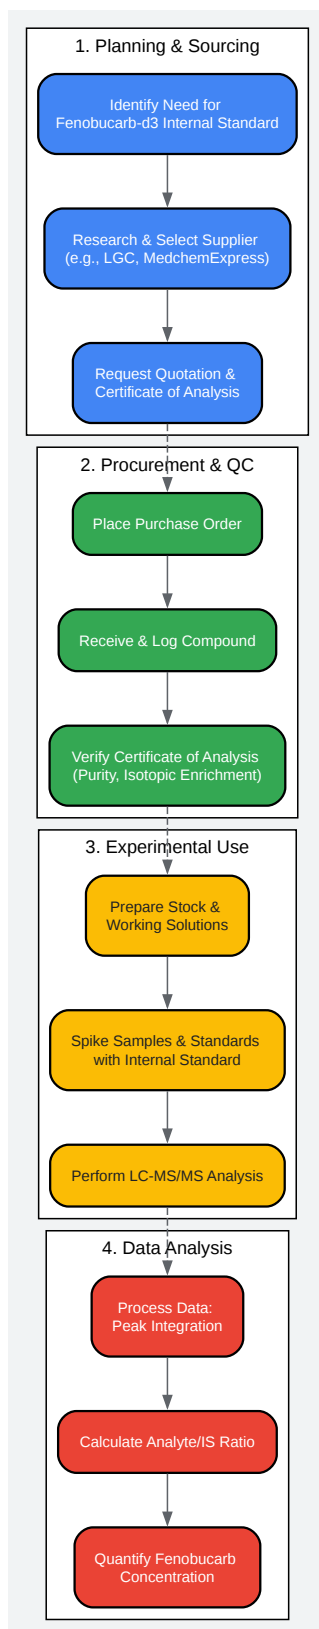 1. Planning & Sourcing
Identify Need for
Fenobucarb-d3 Internal Standard
Research & Select Supplier
(e.g., LGC, MedchemExpress)
Request Quotation &
Certificate of Analysis
2. Procurement & QC
Place Purchase Order
Receive & Log Compound
Verify Certificate of Analysis
(Purity, Isotopic Enrichment)
3. Experimental Use
Prepare Stock &
Working Solutions
Spike Samples & Standards
with Internal Standard
Perform LC-MS/MS Analysis
4. Data Analysis
Process Data:
Peak Integration
Calculate Analyte/IS Ratio
Quantify Fenobucarb
Concentration